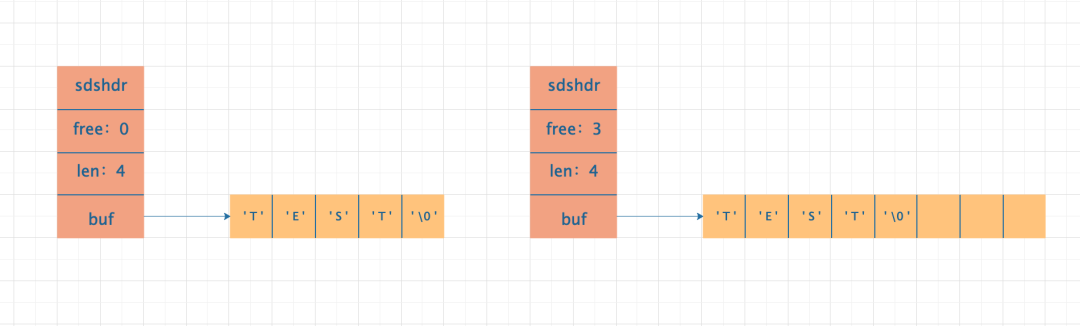 sdshdr
free: 0
len: 4
buf
'T' 'E' 'S' 'T' '\0'
sdshdr
free: 3
len: 4
buf
'T' 'E' 'S' 'T' '\0'